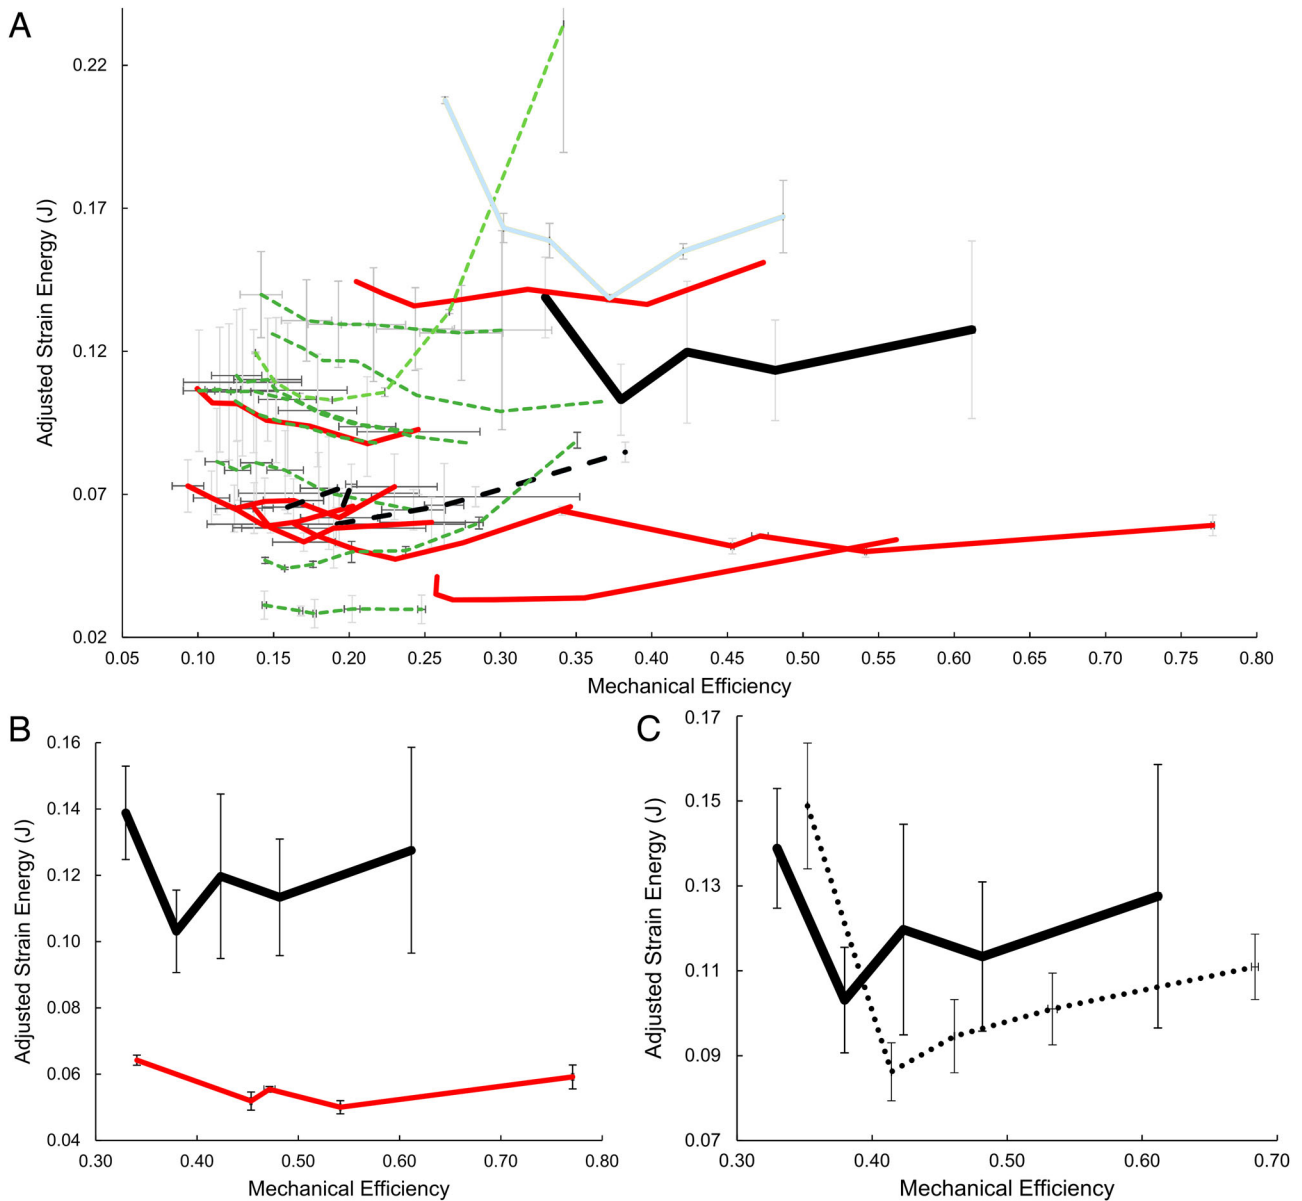 A
Adjusted Strain Energy (J)
0.22
0.17
0.12
0.07
0.02
0.05 0.10 0.15 0.20 0.25 0.30 0.35 0.40 0.45 0.50 0.55 0.60 0.65 0.70 0.75 0.80
Mechanical Efficiency
B
Adjusted Strain Energy (J)
0.16
0.14
0.12
0.10
0.08
0.06
0.04
0.30 0.40 0.50 0.60 0.70 0.80
Mechanical Efficiency
C
Adjusted Strain Energy (J)
0.17
0.15
0.13
0.11
0.09
0.07
0.30 0.40 0.50 0.60 0.70
Mechanical Efficiency